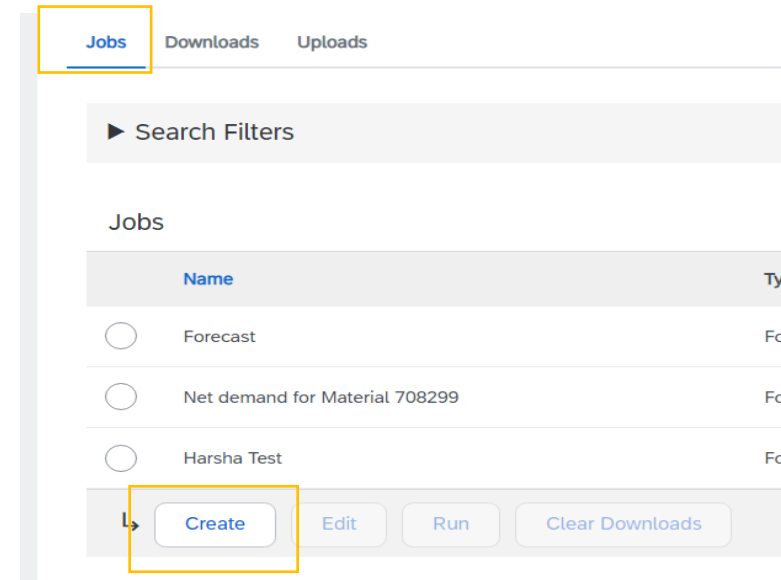 Jobs Downloads Uploads
Search Filters
Jobs
Name
Forecast
Net demand for Material 708299
Harsha Test
Create Edit Run Clear Downloads